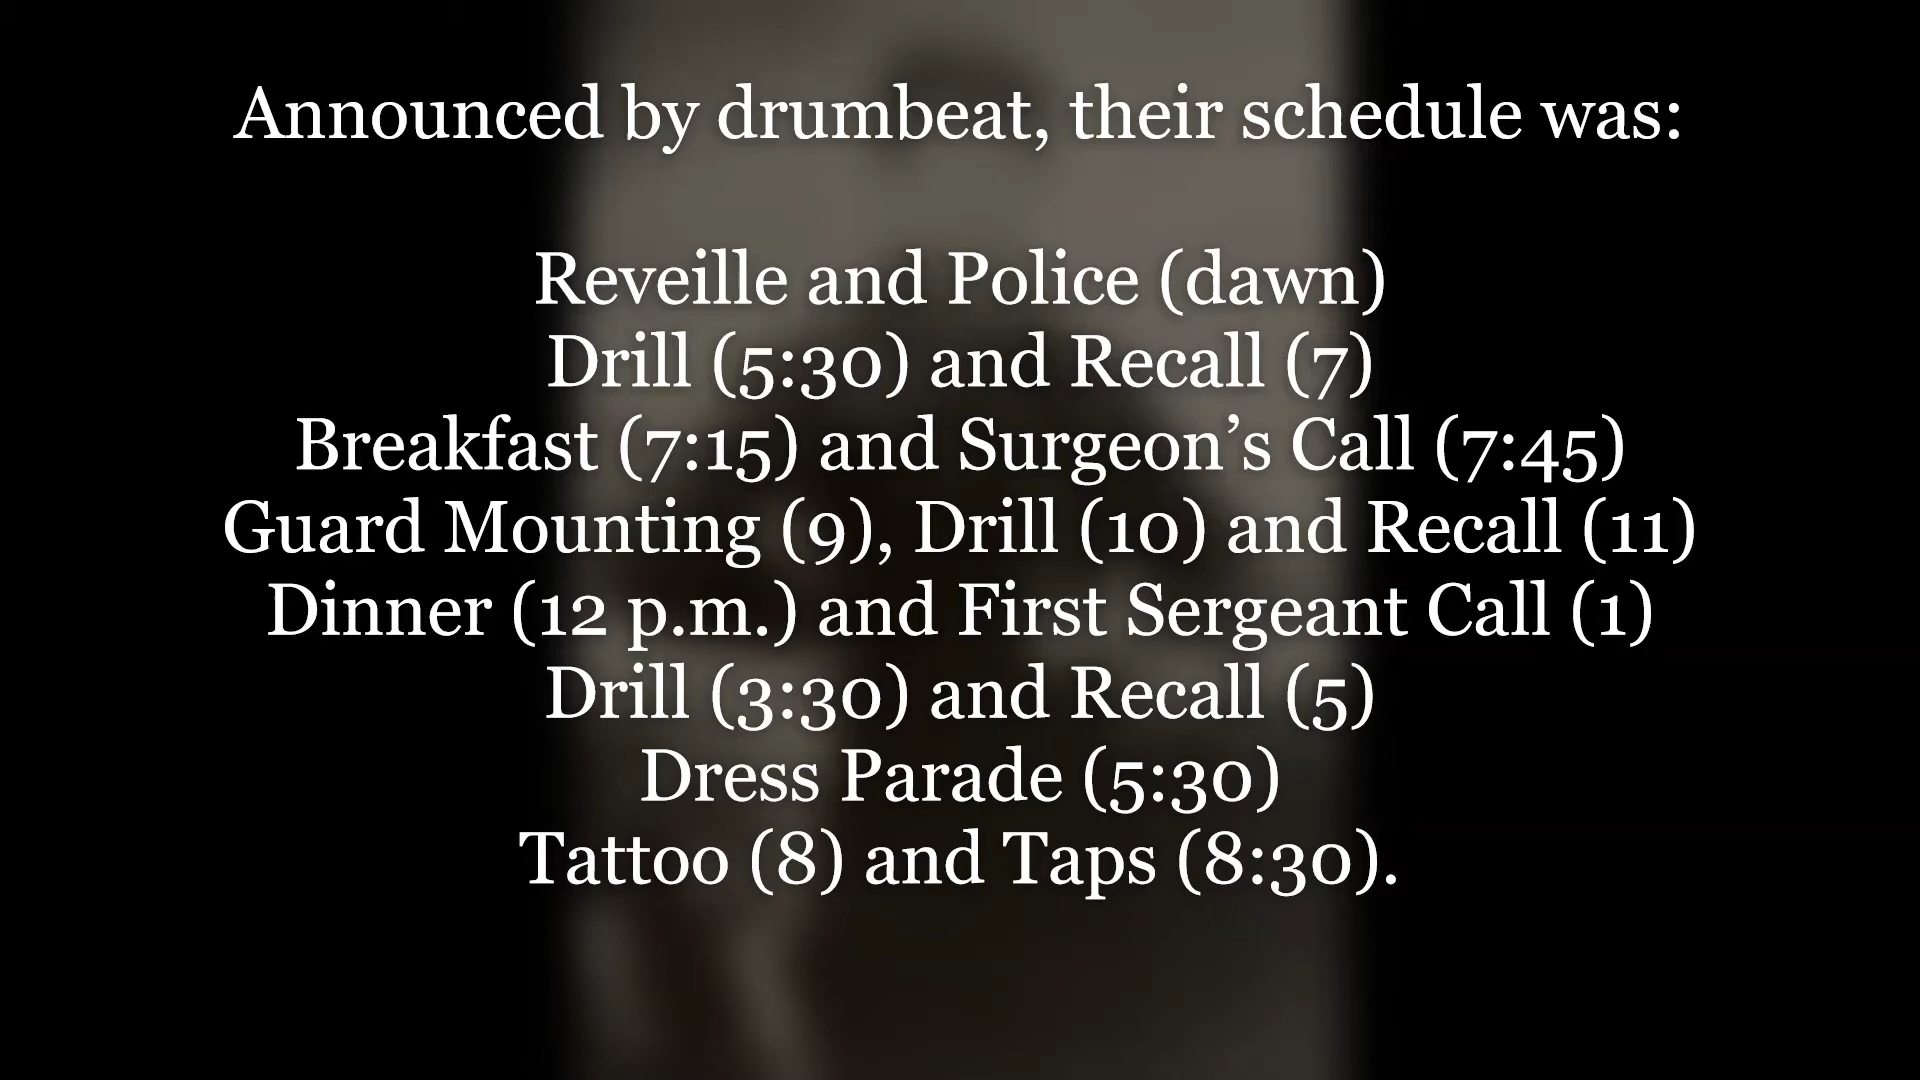 Announced by drumbeat, their schedule was:
Reveille and Police (dawn)
Drill (5:30) and Recall (7)
Breakfast (7:15) and Surgeon’s Call (7:45)
Guard Mounting (9), Drill (10) and Recall (11)
Dinner (12 p.m.) and First Sergeant Call (1)
Drill (3:30) and Recall (5)
Dress Parade (5:30)
Tattoo (8) and Taps (8:30).